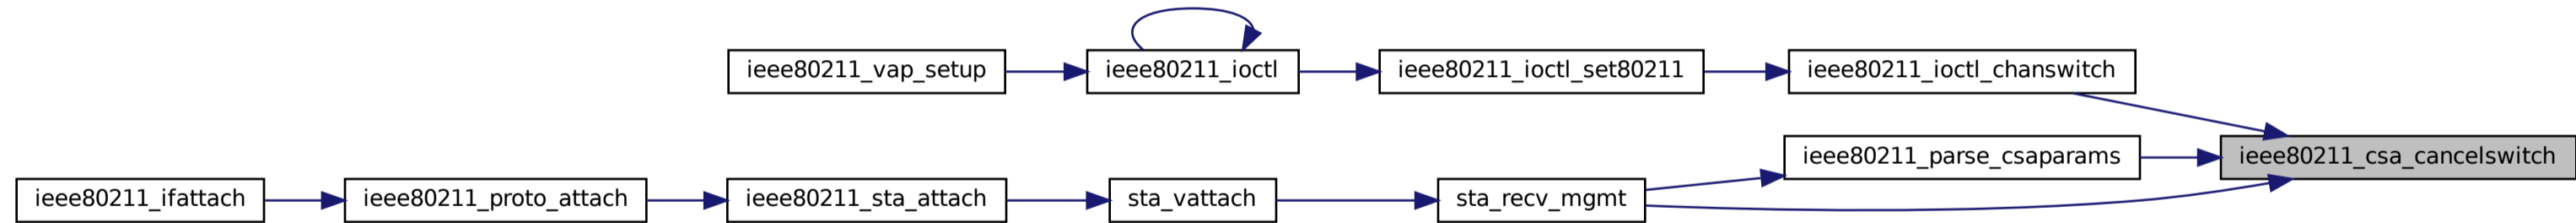 ieee80211_vap_setup
ieee80211_ioctl
ieee80211_ioctl_set80211
ieee80211_ioctl_chanswitch
ieee80211_parse_csaparams
ieee80211_csa_cancelswitch
ieee80211_ifattach
ieee80211_proto_attach
ieee80211_sta_attach
sta_vattach
sta_recv_mgmt